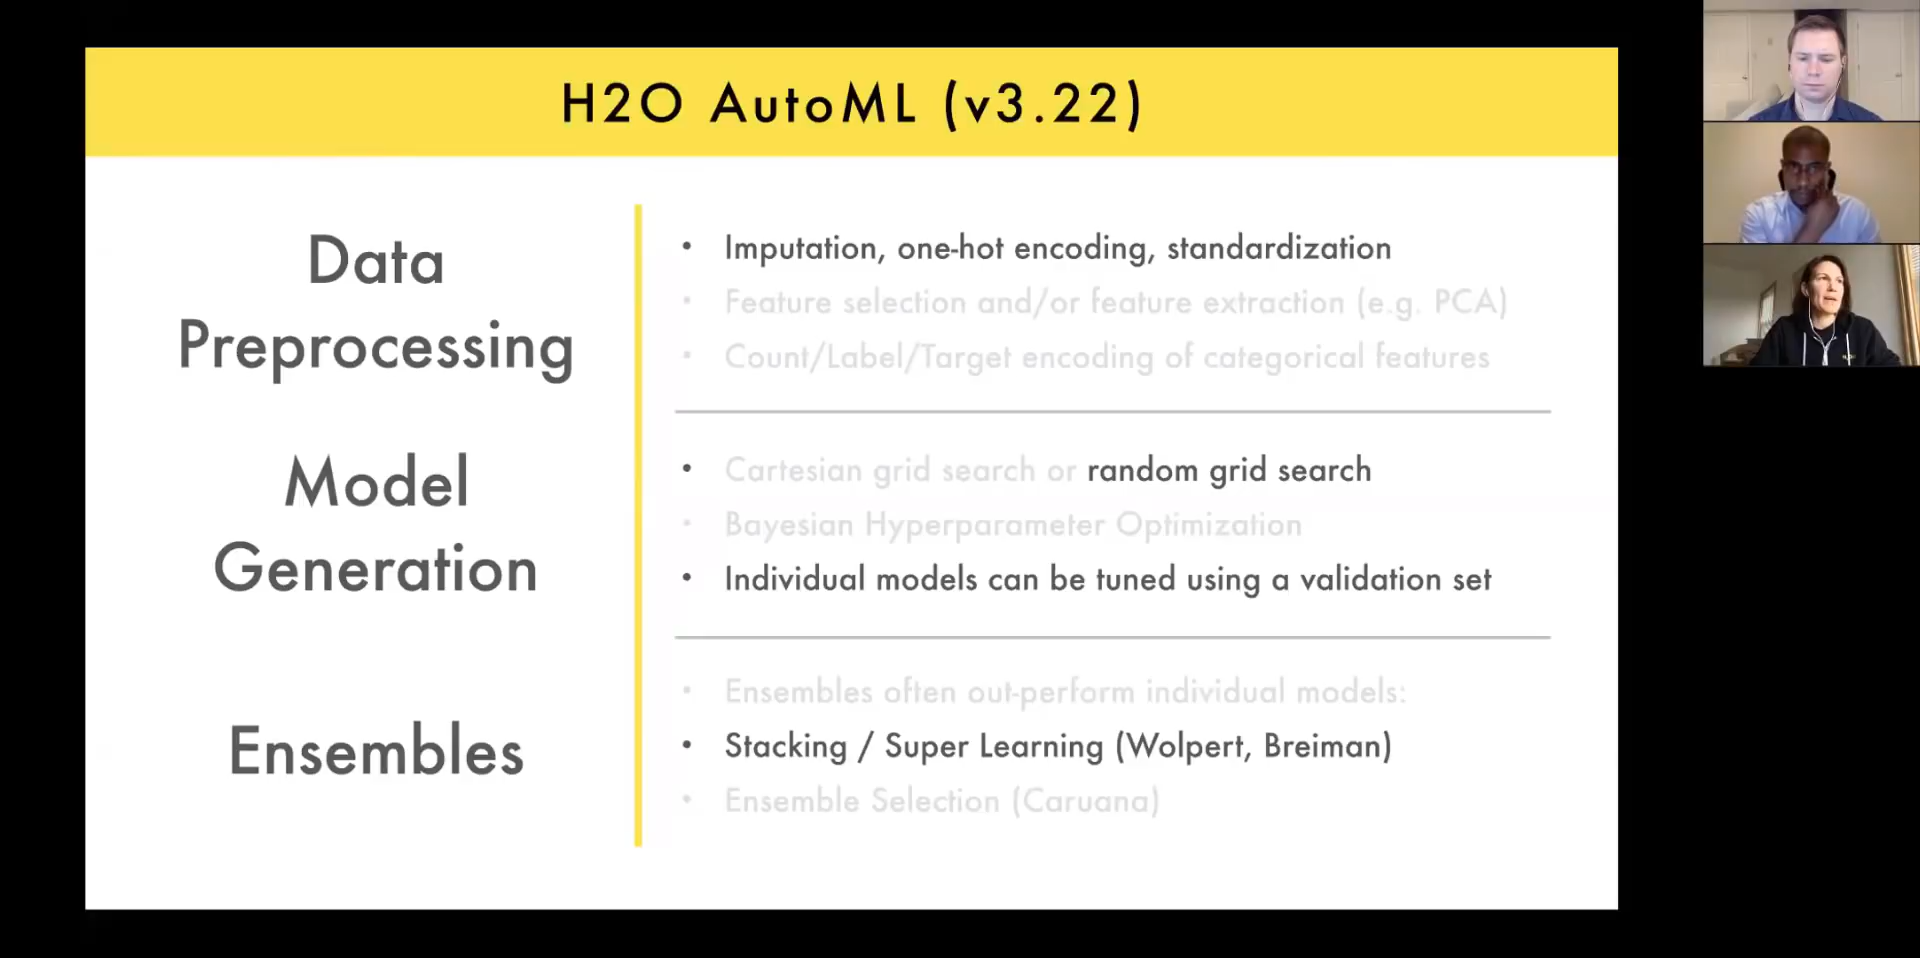 H2O AutoML (v3.22)
Data
Preprocessing
• Imputation, one-hot encoding, standardization
• Feature selection and/or feature extraction (e.g. PCA)
• Count/Label/Target encoding of categorical features
Model
Generation
• Cartesian grid search or random grid search
• Bayesian Hyperparameter Optimization
• Individual models can be tuned using a validation set
Ensembles
• Ensembles often out-perform individual models:
• Stacking / Super Learning (Wolpert, Breiman)
• Ensemble Selection (Caruana)